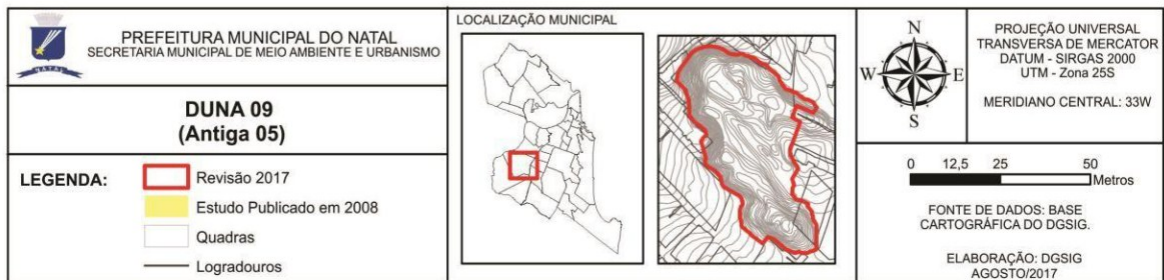 PREFEITURA MUNICIPAL DO NATAL
SECRETARIA MUNICIPAL DE MEIO AMBIENTE E URBANISMO
NATAL
DUNA 09
(Antiga 05)
LEGENDA:
Revisão 2017
Estudo Publicado em 2008
Quadras
Logradouros
LOCALIZAÇÃO MUNICIPAL
N
W
E
S
PROJEÇÃO UNIVERSAL
TRANSVERSA DE MERCATOR
DATUM - SIRGAS 2000
UTM - Zona 25S
MERIDIANO CENTRAL: 33W
0 12,5 25 50
Metros
FONTE DE DADOS: BASE
CARTOGRÁFICA DO DGSIG.
ELABORAÇÃO: DGSIG
AGOSTO/2017